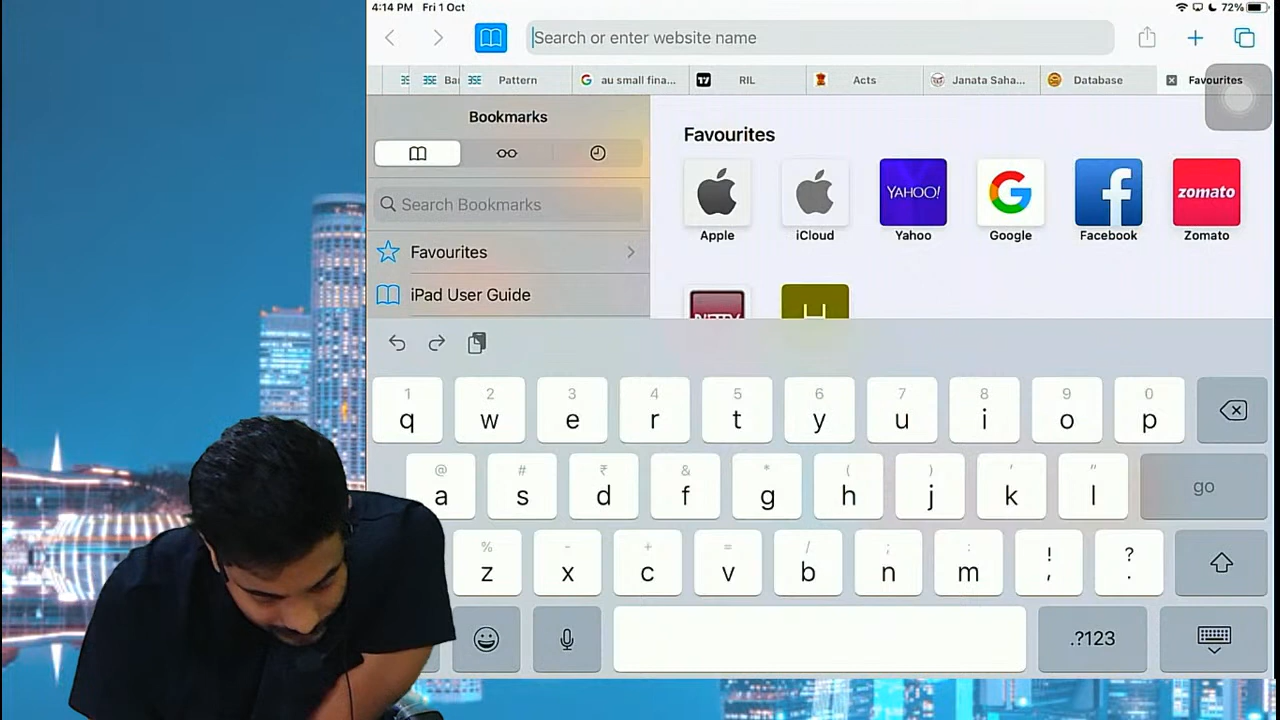 4:14 PM Fri 1 Oct
72%
Search or enter website name
Pattern
au small fina...
RIL
Acts
Janata Saha...
Database
Favourites
Bookmarks
Search Bookmarks
Favourites
iPad User Guide
Favourites
YAHOO!
G
f
zomato
Apple
iCloud
Yahoo
Google
Facebook
Zomato
1 2 3 4 5 6 7 8 9 0
q w e r t y u i o p
@ # ₹ & * ( ) ' "
a s d f g h j k l go
% - + = / ; : ! ?
z x c v b n m , .
.?123